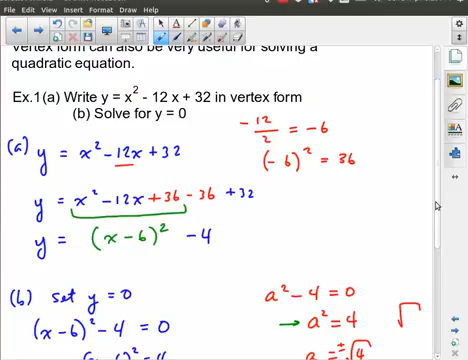 File Edit View Insert Format Tools Help
Vertex form can also be very useful for solving a
quadratic equation.
Ex.1(a) Write y = x² - 12 x + 32 in vertex form
(b) Solve for y = 0
(a) y = x² - 12x + 32
- 12/2 = -6
(-6)² = 36
y = x² - 12x + 36 - 36 + 32
y = (x - 6)² - 4
(b) set y = 0
(x - 6)² - 4 = 0
a² - 4 = 0
→ a² = 4
√
a = ±√4